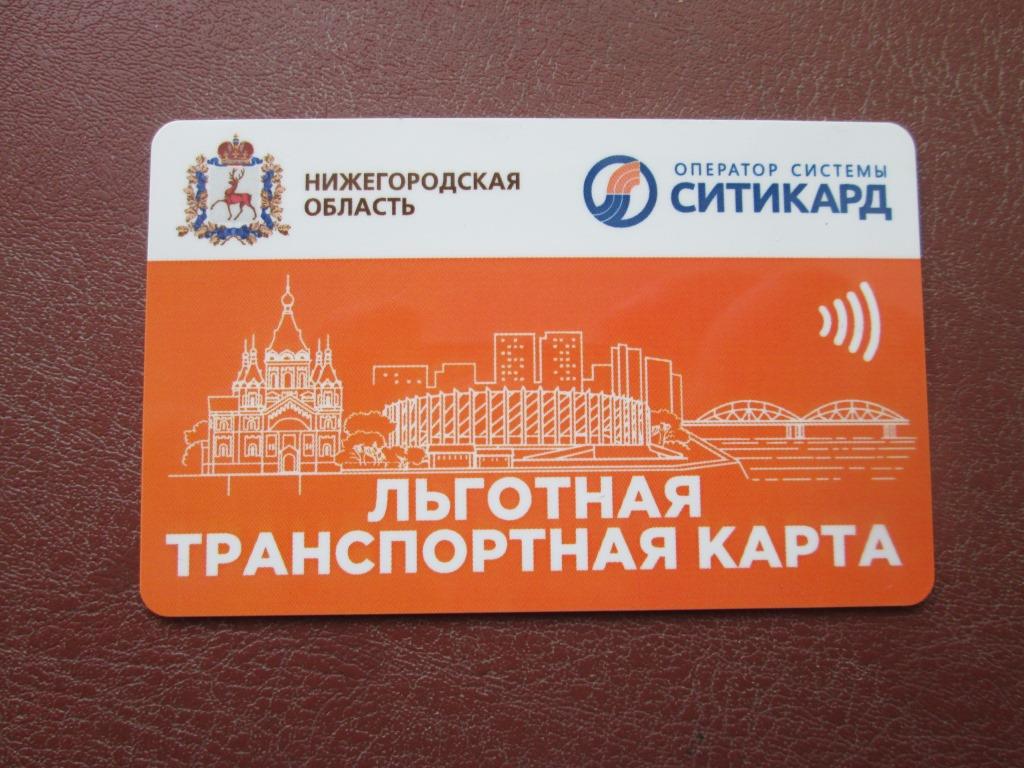 НИЖЕГОРОДСКАЯ
ОБЛАСТЬ
ОПЕРАТОР СИСТЕМЫ
СИТИКАРД
ЛЬГОТНАЯ
ТРАНСПОРТНАЯ КАРТА